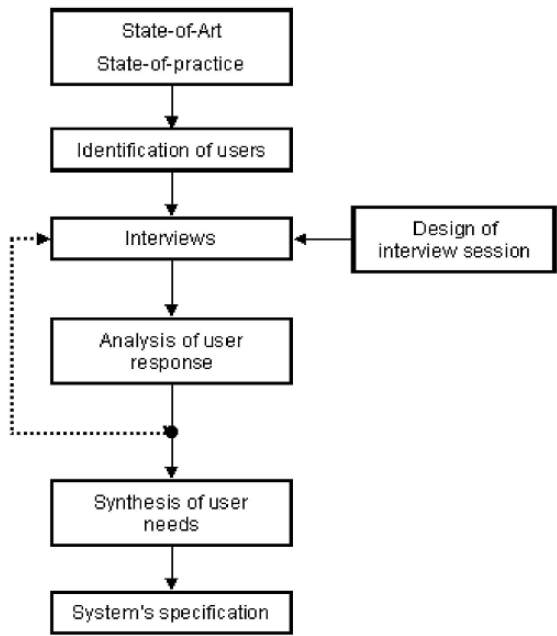 State-of-Art
State-of-practice
Identification of users
Interviews
Design of
interview session
Analysis of user
response
Synthesis of user
needs
System's specification